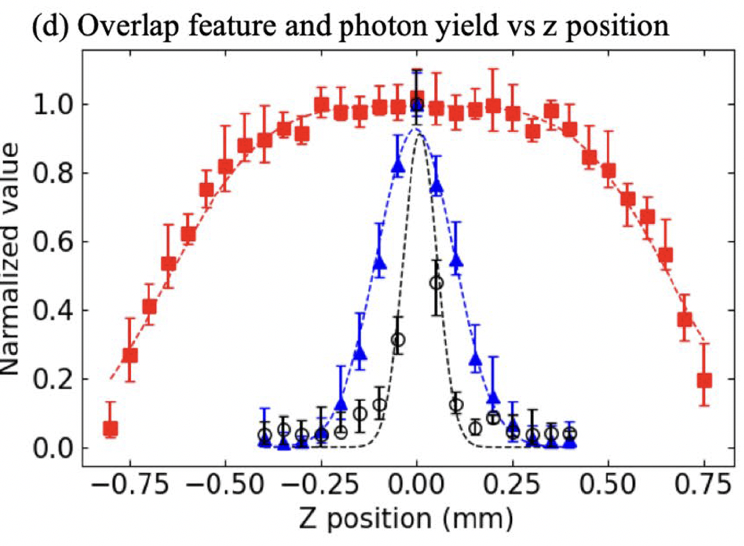 (d) Overlap feature and photon yield vs z position
Narmalized value
1.0
0.8
0.6
0.4
0.2
0.0
−0.75 −0.50 −0.25 0.00 0.25 0.50 0.75
Z position (mm)